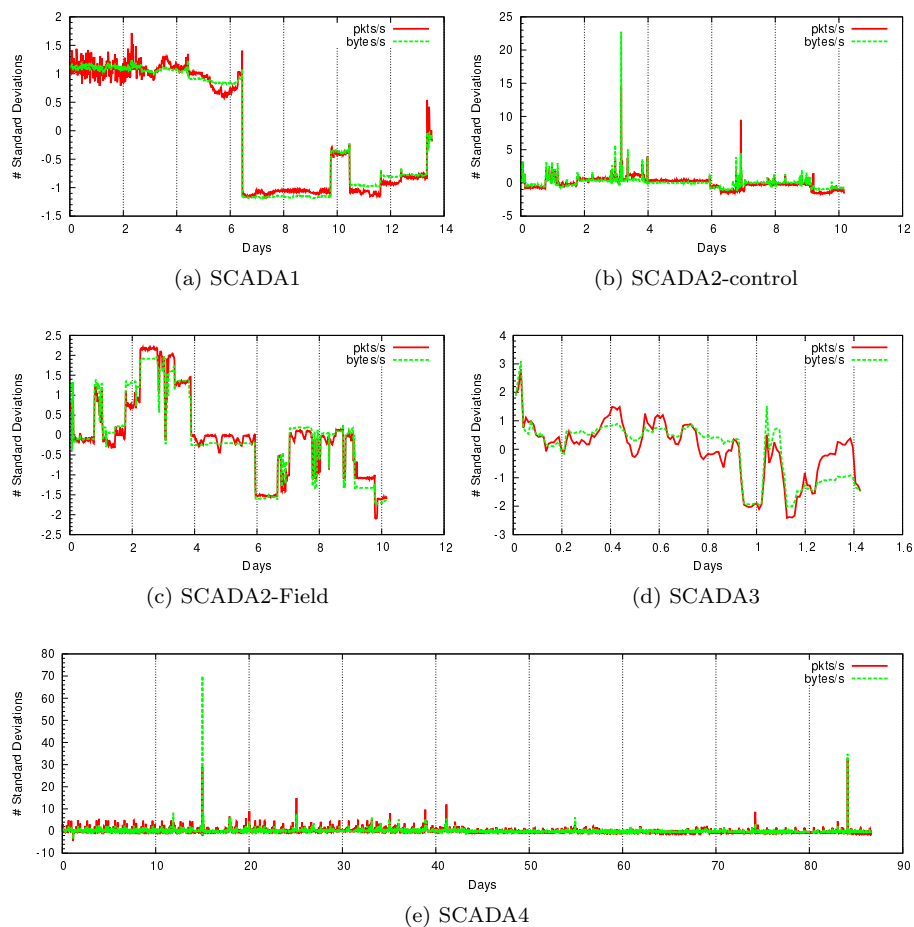 pkts/s
bytes/s
# Standard Deviations
2
1.5
1
0.5
0
-0.5
-1
-1.5
0 2 4 6 8 10 12 14
Days
(a) SCADA1
pkts/s
bytes/s
# Standard Deviations
25
20
15
10
5
0
-5
0 2 4 6 8 10 12
Days
(b) SCADA2-control
pkts/s
bytes/s
# Standard Deviations
2.5
2
1.5
1
0.5
0
-0.5
-1
-1.5
-2
-2.5
0 2 4 6 8 10 12
Days
(c) SCADA2-Field
pkts/s
bytes/s
# Standard Deviations
4
3
2
1
0
-1
-2
-3
0 0.2 0.4 0.6 0.8 1 1.2 1.4 1.6
Days
(d) SCADA3
pkts/s
bytes/s
# Standard Deviations
80
70
60
50
40
30
20
10
0
-10
0 10 20 30 40 50 60 70 80 90
Days
(e) SCADA4